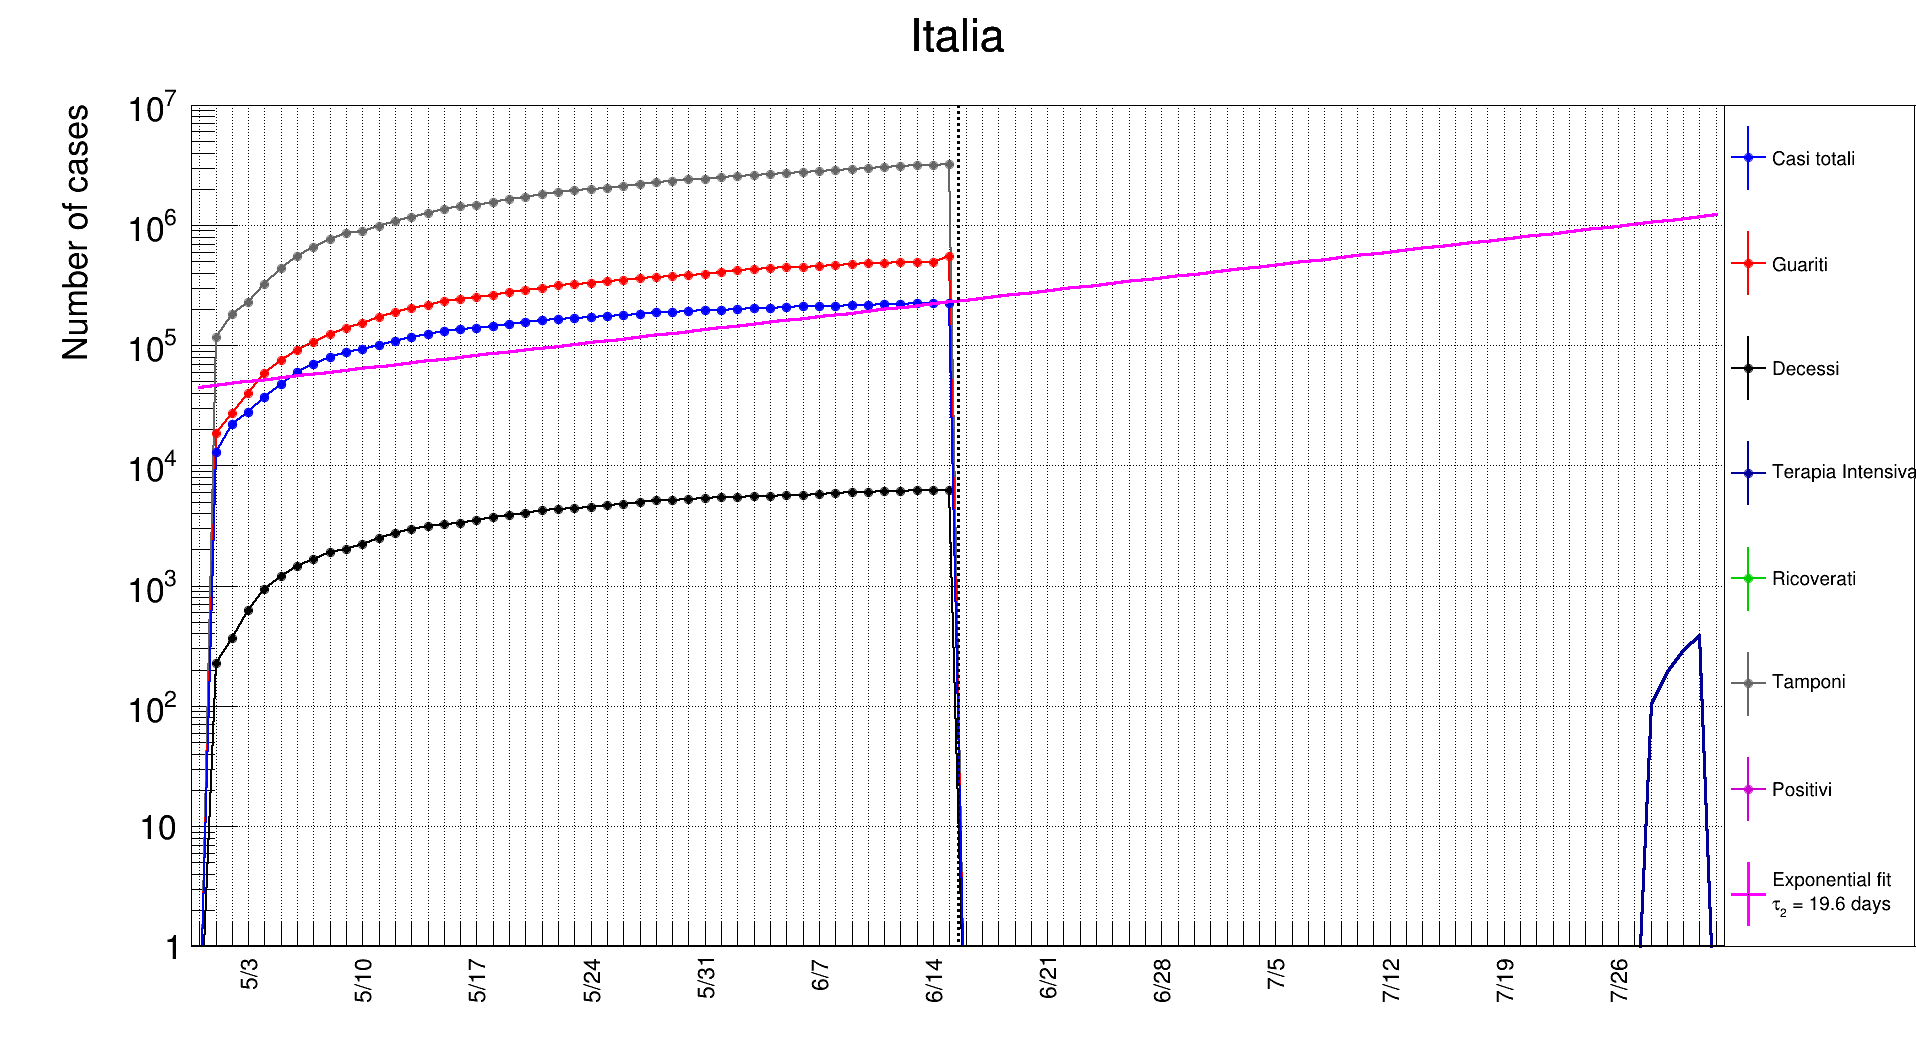 Italia
Number of cases
10^7
10^6
10^5
10^4
10^3
10^2
10
1
5/3
5/10
5/17
5/24
5/31
6/7
6/14
6/21
6/28
7/5
7/12
7/19
7/26
Casi totali
Guariti
Decessi
Terapia Intensiva
Ricoverati
Tamponi
Positivi
Exponential fit
τ₂ = 19.6 days